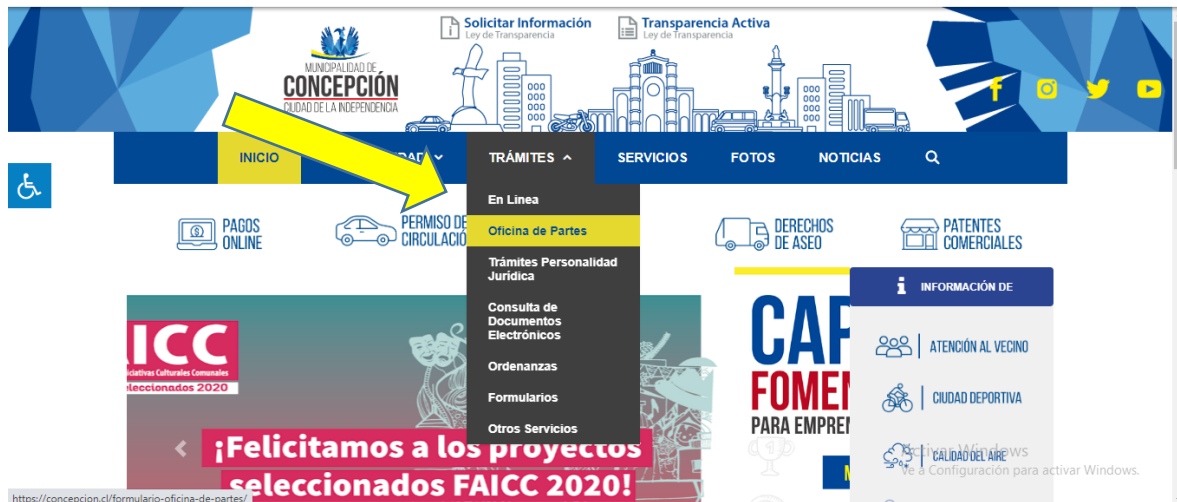 Solicitar Información
Ley de Transparencia
Transparencia Activa
Ley de Transparencia
MUNICIPALIDAD DE
CONCEPCIÓN
CIUDAD DE LA INDEPENDENCIA
INICIO
TRÁMITES
SERVICIOS
FOTOS
NOTICIAS
En Linea
Oficina de Partes
Trámites Personalidad
Jurídica
Consulta de
Documentos
Electrónicos
Ordenanzas
Formularios
Otros Servicios
PAGOS
ONLINE
PERMISO DE
CIRCULACIÓ
DERECHOS
DE ASEO
PATENTES
COMERCIALES
INFORMACIÓN DE
ATENCIÓN AL VECINO
CIUDAD DEPORTIVA
CALIDAD DEL AIRE
ICC
iciativas Culturales Comunales
eleccionados 2020
¡Felicitamos a los proyectos
seleccionados FAICC 2020!
CAP
FOMEN
PARA EMPRE
Activar Windows
Ve a Configuración para activar Windows.
https://concepcion.cl/formulario-oficina-de-partes/